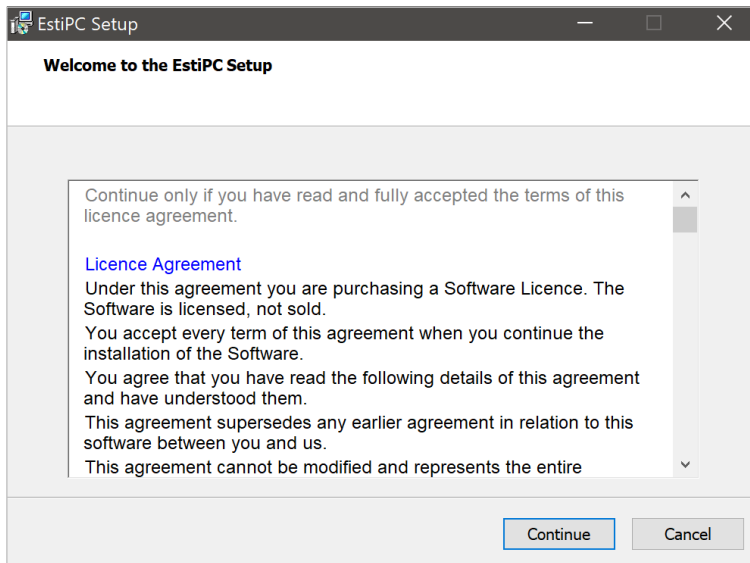 EstiPC Setup
Welcome to the EstiPC Setup
Continue only if you have read and fully accepted the terms of this
licence agreement.
Licence Agreement
Under this agreement you are purchasing a Software Licence. The
Software is licensed, not sold.
You accept every term of this agreement when you continue the
installation of the Software.
You agree that you have read the following details of this agreement
and have understood them.
This agreement supersedes any earlier agreement in relation to this
software between you and us.
This agreement cannot be modified and represents the entire
Continue
Cancel